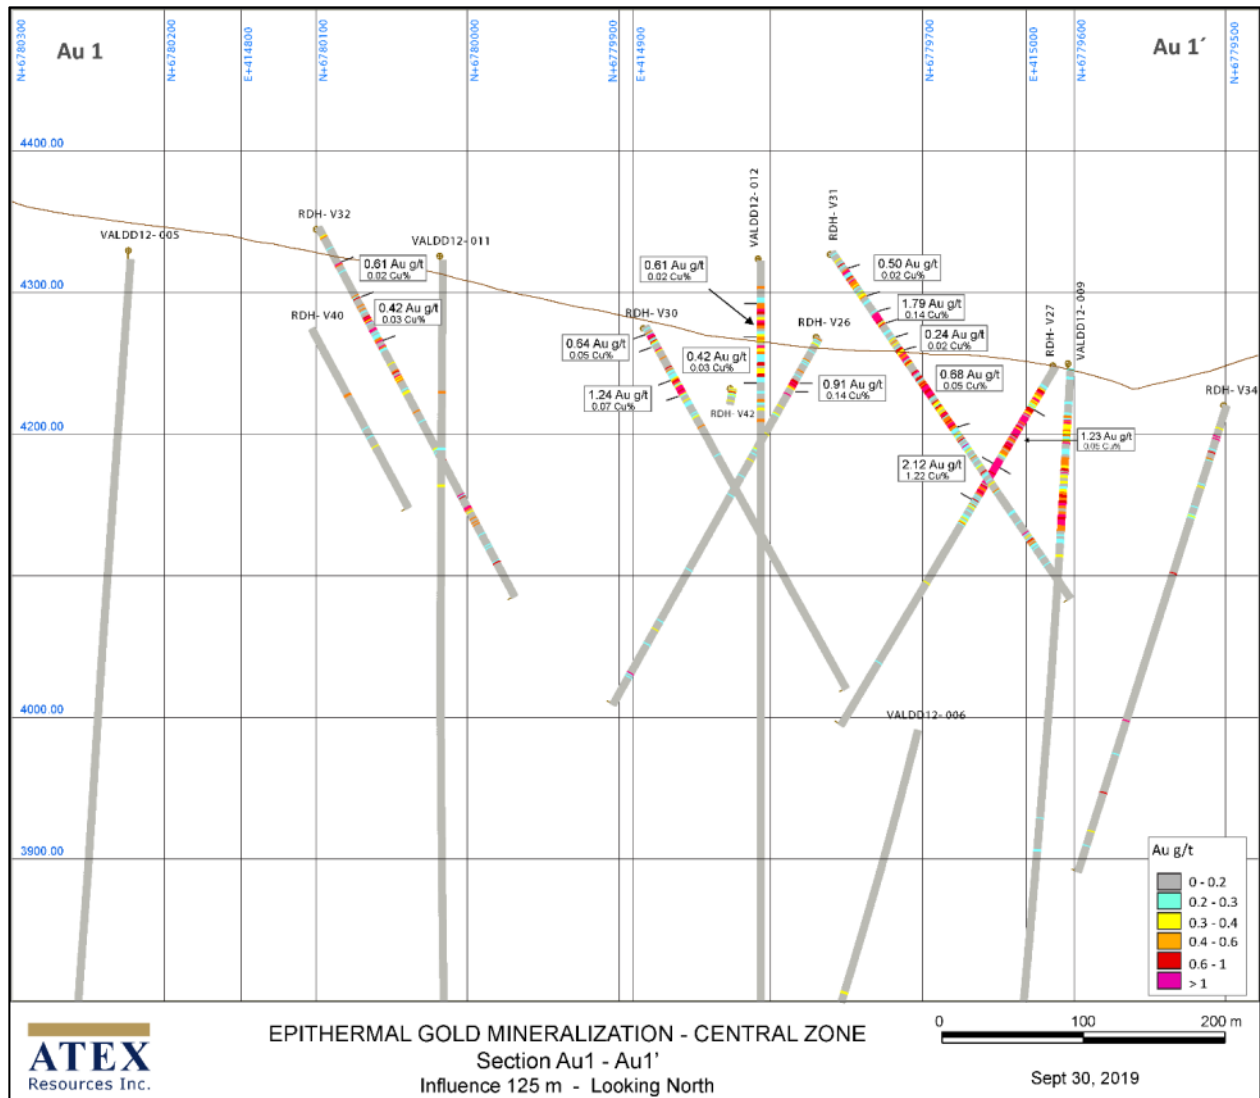 Au 1
Au 1´
N+6780300
N+6780200
E+414800
N+6780100
N+6780000
N+6779900
E+414900
N+6779700
E+415000
N+6779600
N+6779500
4400.00
4300.00
4200.00
4000.00
3900.00
VALDD12-005
RDH- V32
VALDD12-011
RDH- V40
VALDD12- 012
RDH- V31
RDH- V30
RDH- V26
RDH- V42
RDH- V27
VALDD12- 009
RDH- V34
VALDD12-006
0.61 Au g/t
0.02 Cu%
0.42 Au g/t
0.03 Cu%
0.61 Au g/t
0.02 Cu%
0.64 Au g/t
0.05 Cu%
0.42 Au g/t
0.03 Cu%
1.24 Au g/t
0.07 Cu%
0.91 Au g/t
0.14 Cu%
0.50 Au g/t
0.02 Cu%
1.79 Au g/t
0.14 Cu%
0.24 Au g/t
0.02 Cu%
0.68 Au g/t
0.05 Cu%
1.23 Au g/t
0.05 Cu%
2.12 Au g/t
1.22 Cu%
Au g/t
0 - 0.2
0.2 - 0.3
0.3 - 0.4
0.4 - 0.6
0.6 - 1
> 1
ATEX
Resources Inc.
EPITHERMAL GOLD MINERALIZATION - CENTRAL ZONE
Section Au1 - Au1'
Influence 125 m - Looking North
0 100 200 m
Sept 30, 2019